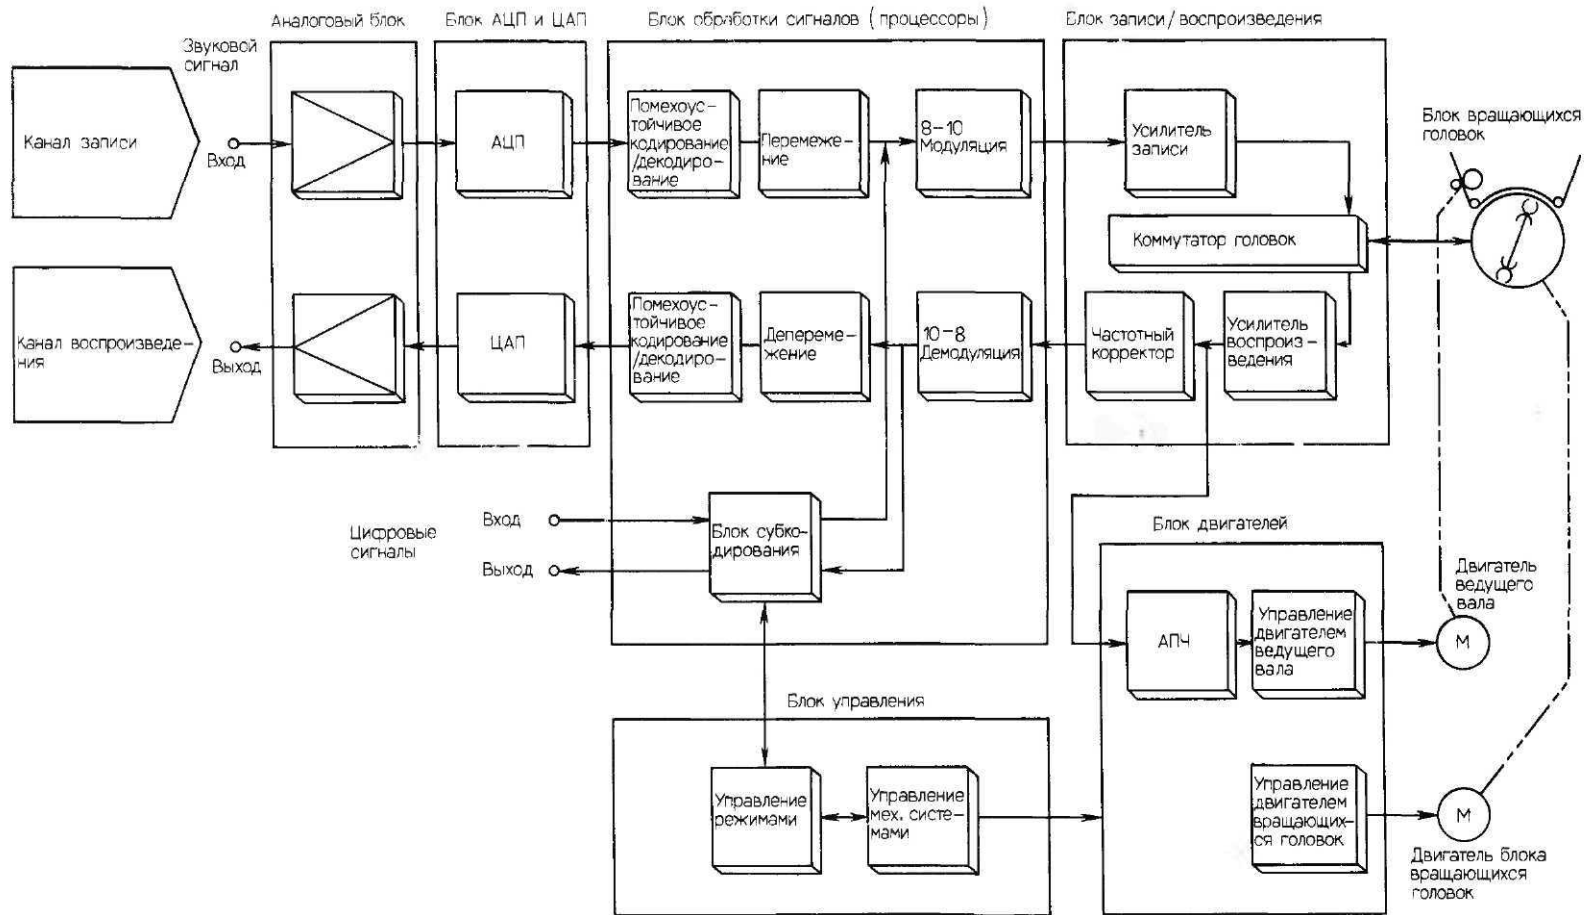 Аналоговый блок
Блок АЦП и ЦАП
Блок обработки сигналов (процессоры)
Блок записи/воспроизведения
Звуковой
сигнал
Канал записи
Вход
АЦП
Помехоус-
тойчивое
кодирование
/декодиро-
вание
Перемеже-
ние
8-10
Модуляция
Усилитель
записи
Блок вращающихся
головок
Коммутатор головок
Канал воспроизведе-
ния
Выход
ЦАП
Помехоус-
тойчивое
кодирование
/декодиро-
вание
Деперемe-
жение
10-8
Демодуляция
Частотный
корректор
Усилитель
воспроиз-
ведения
Цифровые
сигналы
Вход
Выход
Блок субко-
дирования
Блок двигателей
АПЧ
Управление
двигателем
ведущего
вала
Двигатель
ведущего
вала
М
Блок управления
Управление
режимами
Управление
мех. систе-
мами
Управление
двигателем
вращающих-
ся головок
М
Двигатель блока
вращающихся
головок